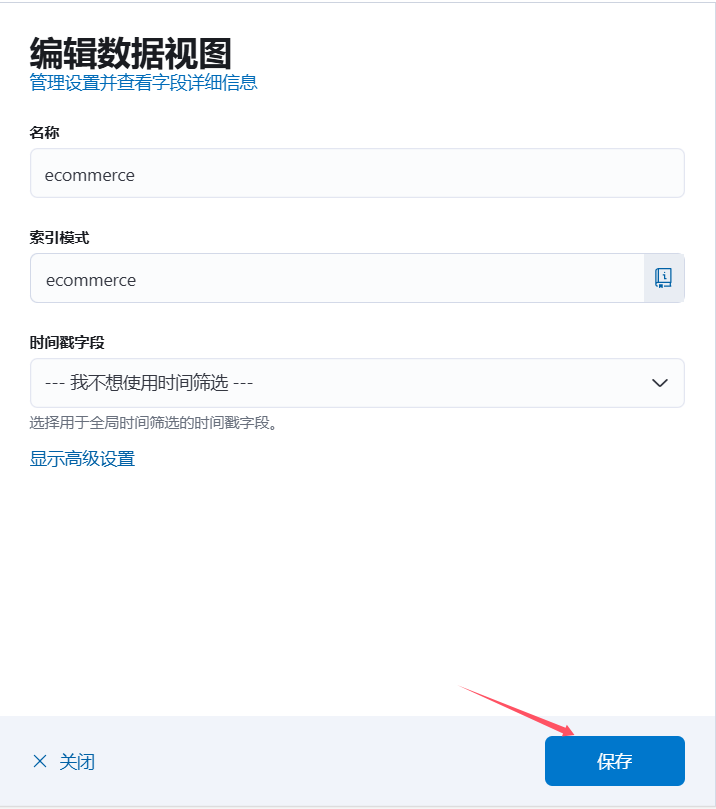 编辑数据视图
管理设置并查看字段详细信息
名称
ecommerce
索引模式
ecommerce
时间戳字段
--- 我不想使用时间筛选 ---
选择用于全局时间筛选的时间戳字段。
显示高级设置
关闭
保存